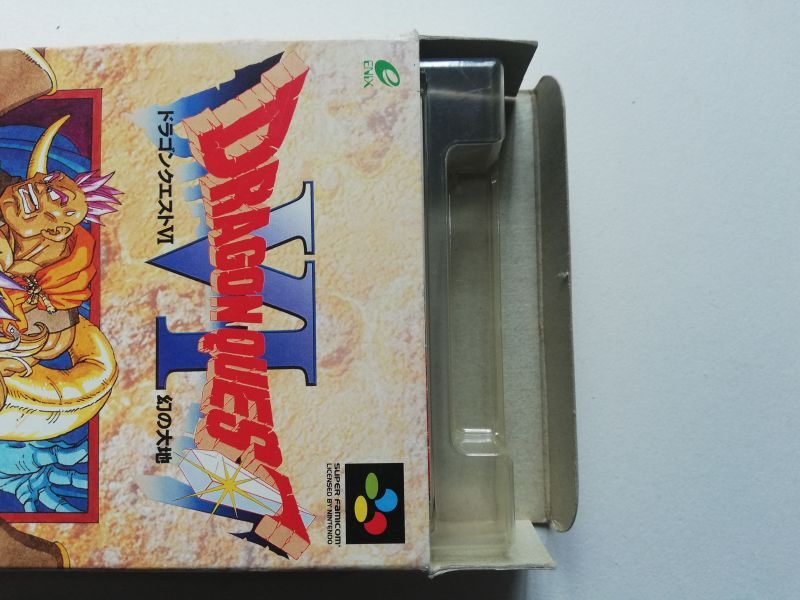 ENIX
DRAGON QUEST
VI
ドラゴンクエストVI 幻の大地
SUPER FAMICOM
LICENSED BY NINTENDO